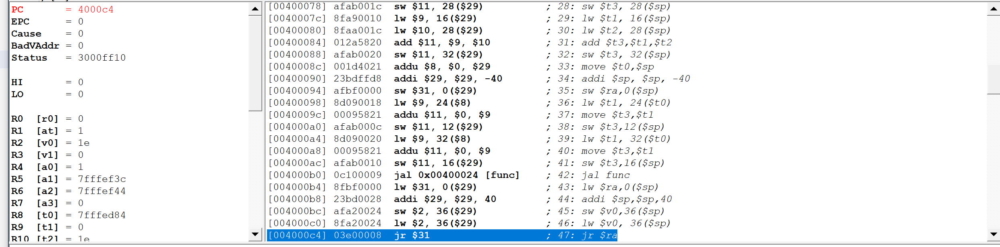 PC = 4000c4
EPC = 0
Cause = 0
BadVAddr = 0
Status = 3000ff10
HI = 0
LO = 0
R0 [r0] = 0
R1 [at] = 1
R2 [v0] = 1e
R3 [v1] = 0
R4 [a0] = 1
R5 [a1] = 7fffef3c
R6 [a2] = 7fffef44
R7 [a3] = 0
R8 [t0] = 7fffed84
R9 [t1] = 0
R10 [t2] = 1e
[00400078] afab001c sw $11, 28($29) ; 28: sw $t3, 28($sp)
[0040007c] 8fa90010 lw $9, 16($29) ; 29: lw $t1, 16($sp)
[00400080] 8faa001c lw $10, 28($29) ; 30: lw $t2, 28($sp)
[00400084] 012a5820 add $11, $9, $10 ; 31: add $t3,$t1,$t2
[00400088] afab0020 sw $11, 32($29) ; 32: sw $t3, 32($sp)
[0040008c] 001d4021 addu $8, $0, $29 ; 33: move $t0,$sp
[00400090] 23bdffd8 addi $29, $29, -40 ; 34: addi $sp, $sp, -40
[00400094] afbf0000 sw $31, 0($29) ; 35: sw $ra,0($sp)
[00400098] 8d090018 lw $9, 24($8) ; 36: lw $t1, 24($t0)
[0040009c] 00095821 addu $11, $0, $9 ; 37: move $t3,$t1
[004000a0] afab000c sw $11, 12($29) ; 38: sw $t3,12($sp)
[004000a4] 8d090020 lw $9, 32($8) ; 39: lw $t1, 32($t0)
[004000a8] 00095821 addu $11, $0, $9 ; 40: move $t3,$t1
[004000ac] afab0010 sw $11, 16($29) ; 41: sw $t3,16($sp)
[004000b0] 0c100009 jal 0x00400024 [func] ; 42: jal func
[004000b4] 8fbf0000 lw $31, 0($29) ; 43: lw $ra,0($sp)
[004000b8] 23bd0028 addi $29, $29, 40 ; 44: addi $sp,$sp,40
[004000bc] afa20024 sw $2, 36($29) ; 45: sw $v0,36($sp)
[004000c0] 8fa20024 lw $2, 36($29) ; 46: lw $v0, 36($sp)
[004000c4] 03e00008 jr $31 ; 47: jr $ra